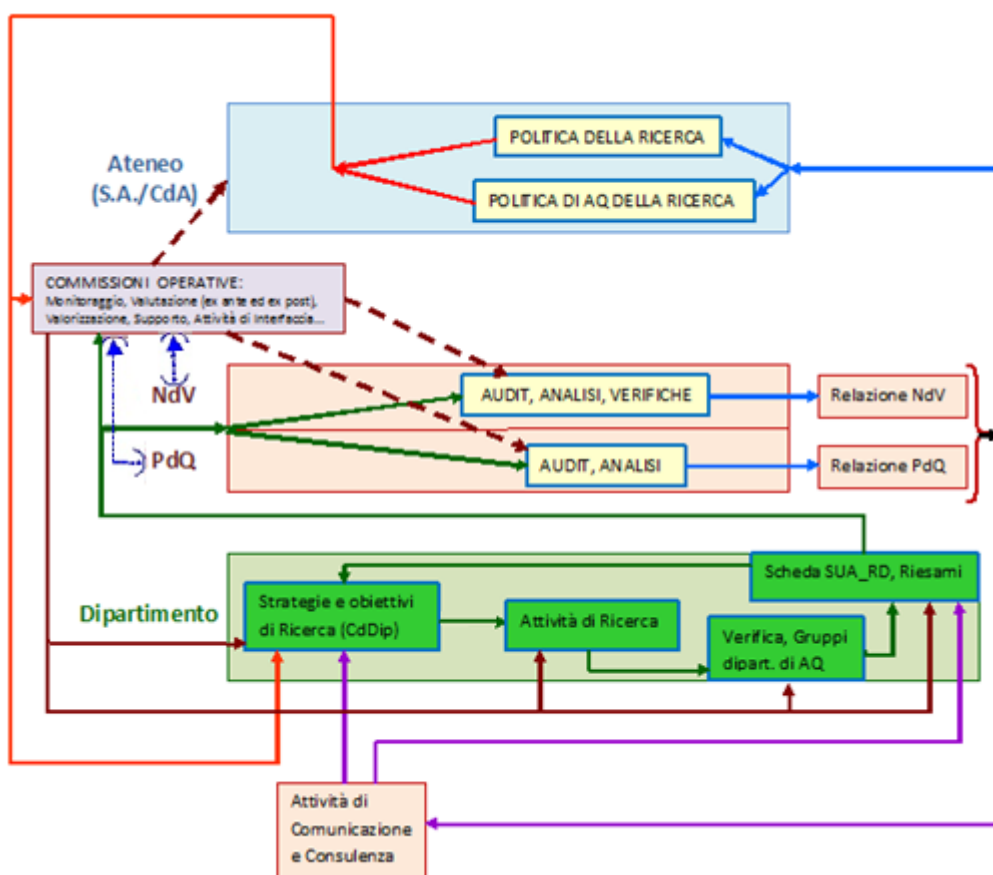 POLITICA DELLA RICERCA
Ateneo
(S.A./CdA)
POLITICA DI AQ DELLA RICERCA
COMMISSIONI OPERATIVE:
Monitoraggio, Valutazione (ex ante ed ex post),
Valorizzazione, Supporto, Attività di Interfaccia...
NdV
AUDIT, ANALISI, VERIFICHE
Relazione NdV
PdQ
AUDIT, ANALISI
Relazione PdQ
Scheda SUA_RD, Riesami
Dipartimento
Strategie e obiettivi
di Ricerca (CdDip)
Attività di Ricerca
Verifica, Gruppi
dipart. di AQ
Attività di
Comunicazione
e Consulenza